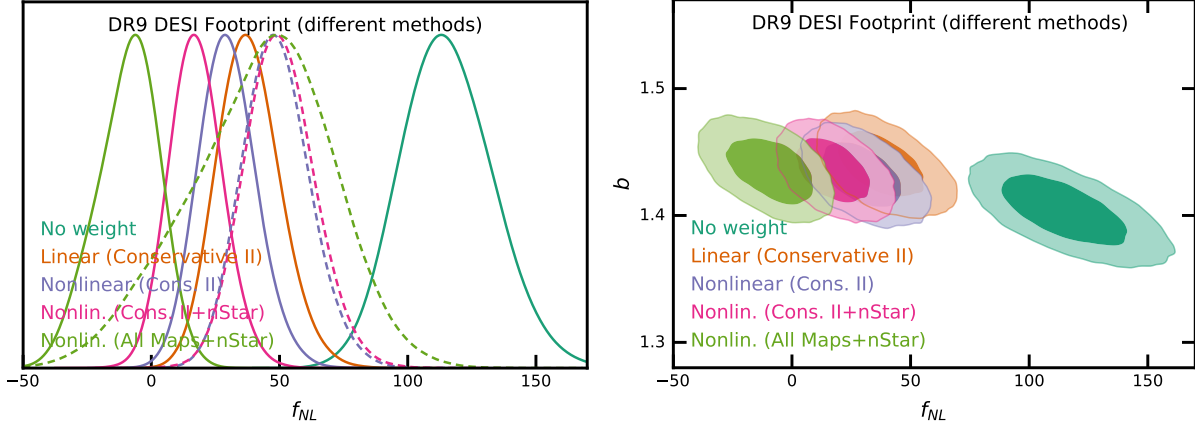 DR9 DESI Footprint (different methods)
No weight
Linear (Conservative II)
Nonlinear (Cons. II)
Nonlin. (Cons. II+nStar)
Nonlin. (All Maps+nStar)
−50 0 50 100 150
f_NL
DR9 DESI Footprint (different methods)
1.5
1.4
1.3
b
No weight
Linear (Conservative II)
Nonlinear (Cons. II)
Nonlin. (Cons. II+nStar)
Nonlin. (All Maps+nStar)
−50 0 50 100 150
f_NL